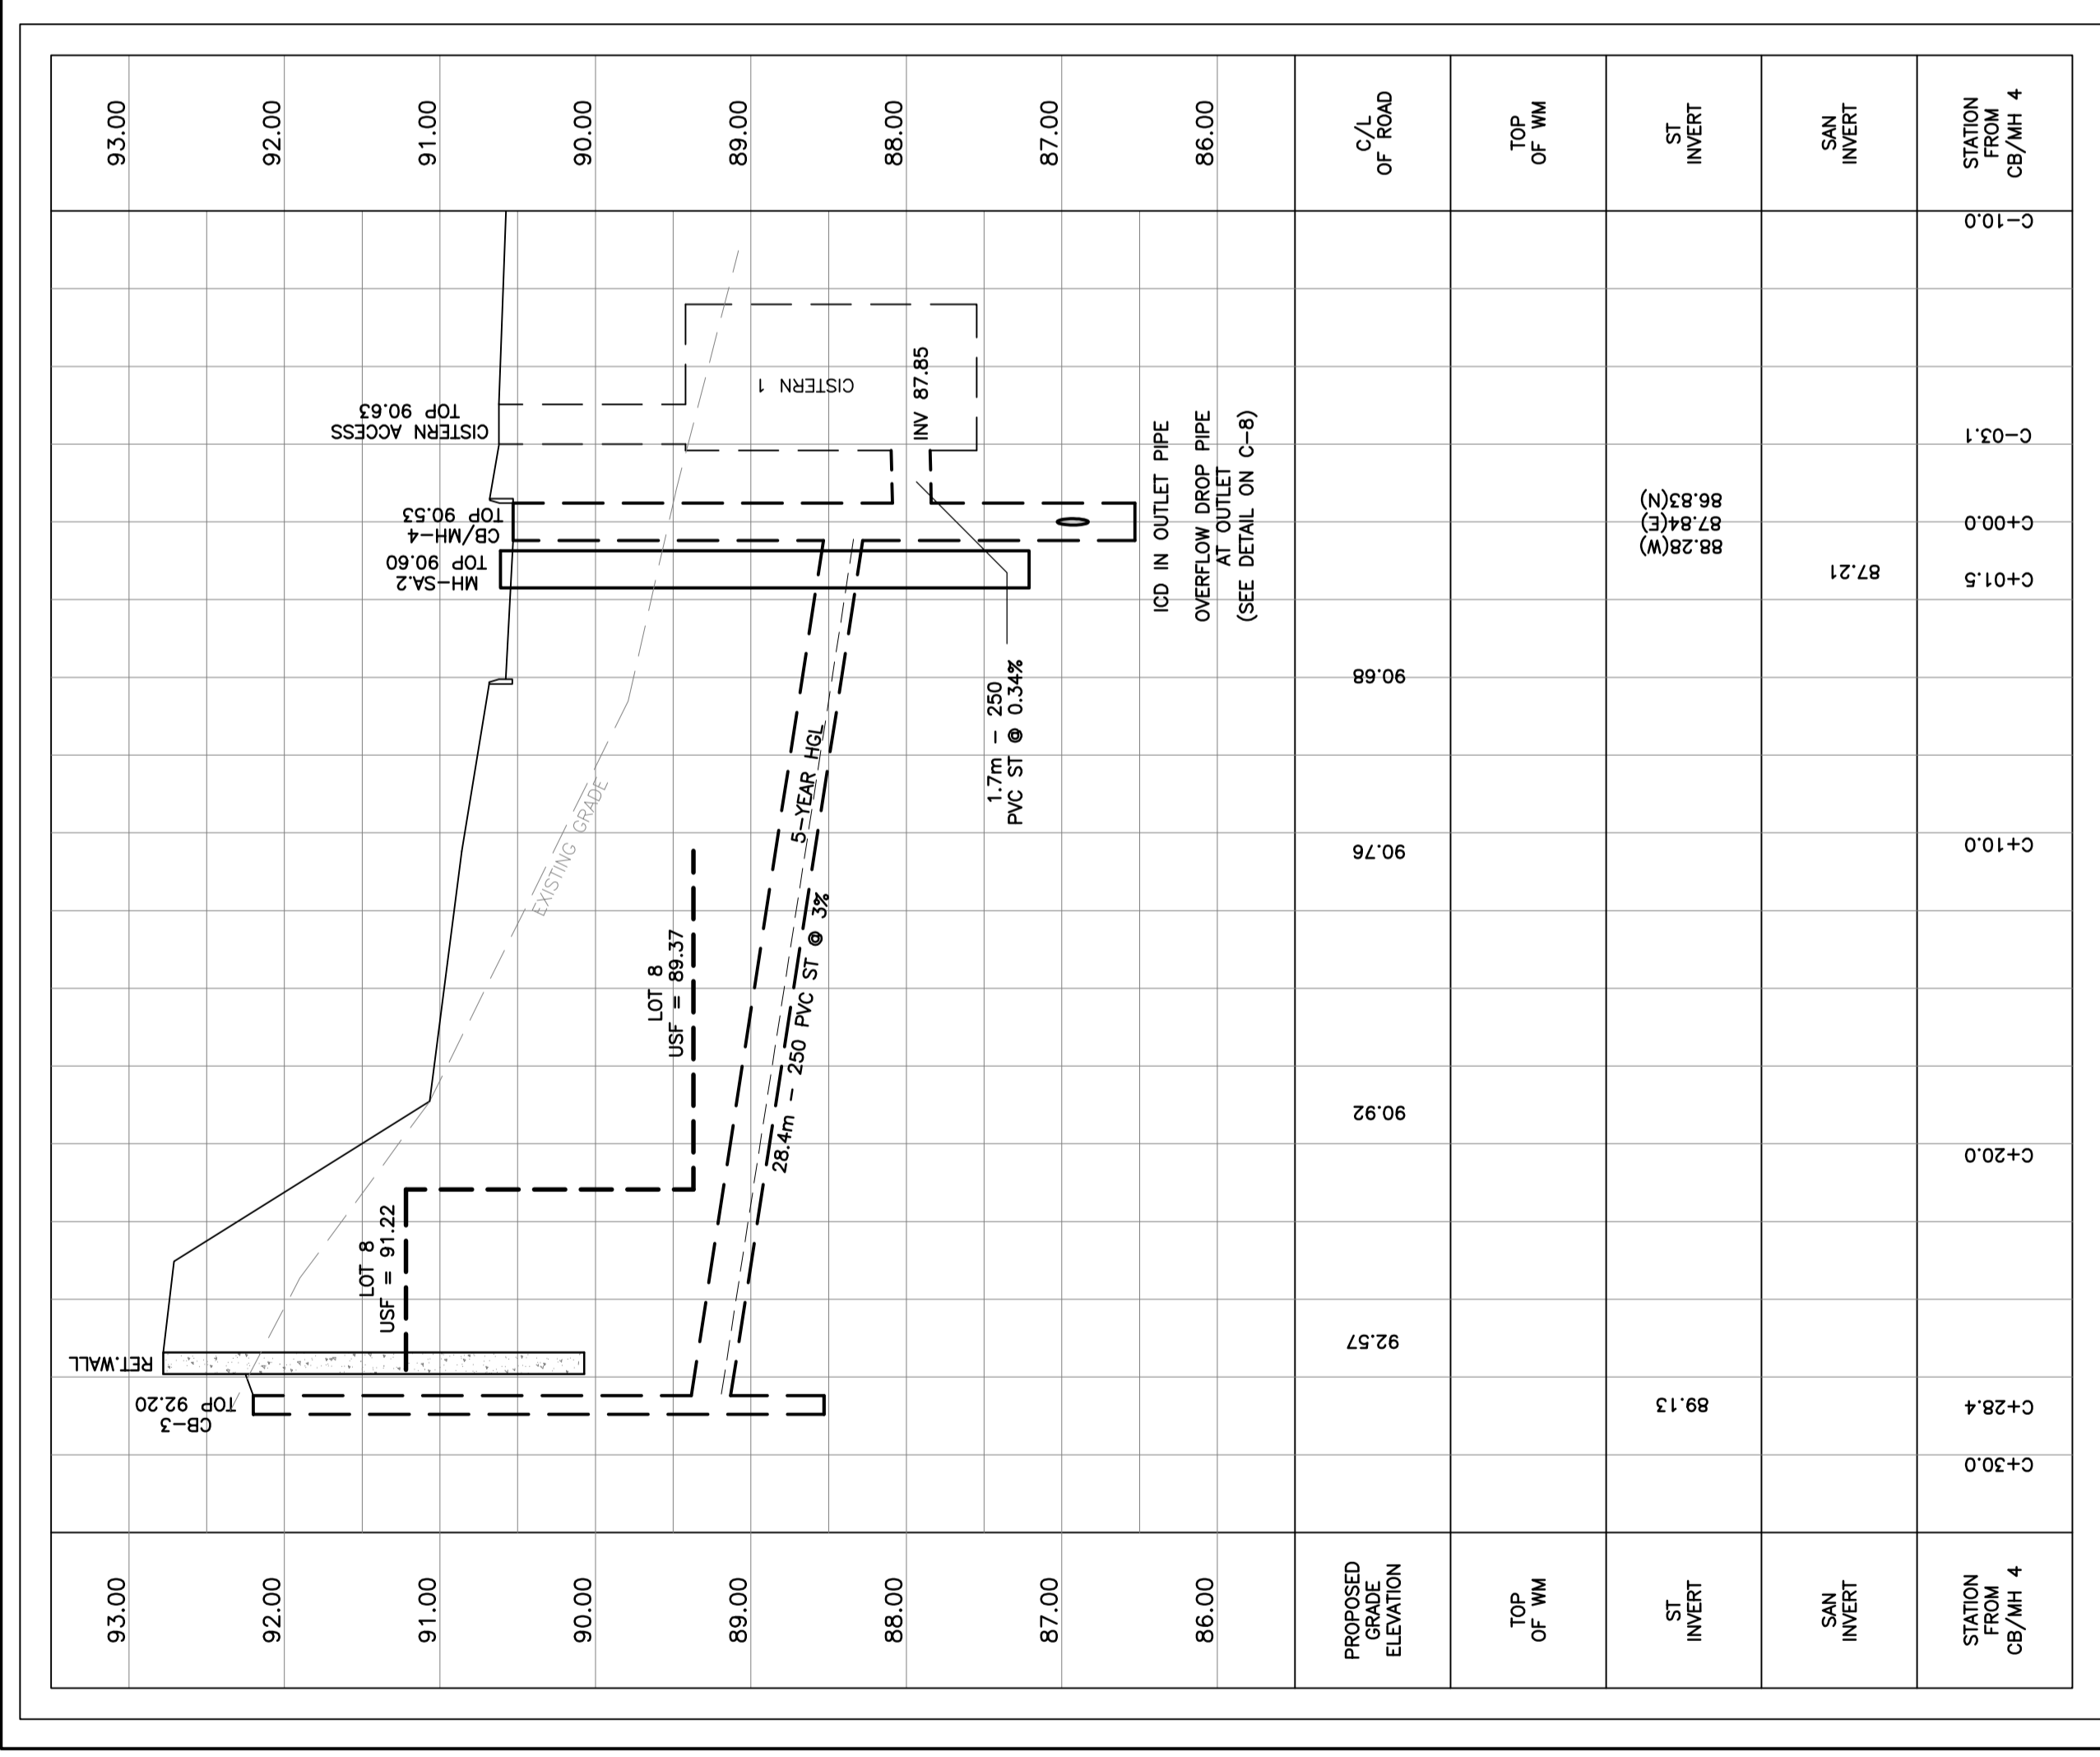 93.00
92.00
91.00
90.00
89.00
88.00
87.00
86.00
C/L
OF ROAD
TOP
OF WM
ST
INVERT
SAN
INVERT
STATION
FROM
CB/MH 4
C-10.0
C-03.1
C+00.0
C+01.5
C+10.0
C+20.0
C+28.4
C+30.0
CISTERN ACCESS
TOP 90.63
CISTERN 1
INV 87.85
CB/MH-4
TOP 90.53
MH-SA.2
TOP 90.60
ICD IN OUTLET PIPE
OVERFLOW DROP PIPE
AT OUTLET
(SEE DETAIL ON C-8)
1.7m - 250
PVC ST @ 0.34%
86.83(N)
87.84(E)
88.28(W)
87.21
90.68
90.76
90.92
92.57
89.13
5-YEAR HGL
EXISTING GRADE
28.4m - 250 PVC ST @ 3%
LOT 8
USF = 89.37
LOT 8
USF = 91.22
RET.WALL
CB-3
TOP 92.20
93.00
92.00
91.00
90.00
89.00
88.00
87.00
86.00
PROPOSED
GRADE
ELEVATION
TOP
OF WM
ST
INVERT
SAN
INVERT
STATION
FROM
CB/MH 4